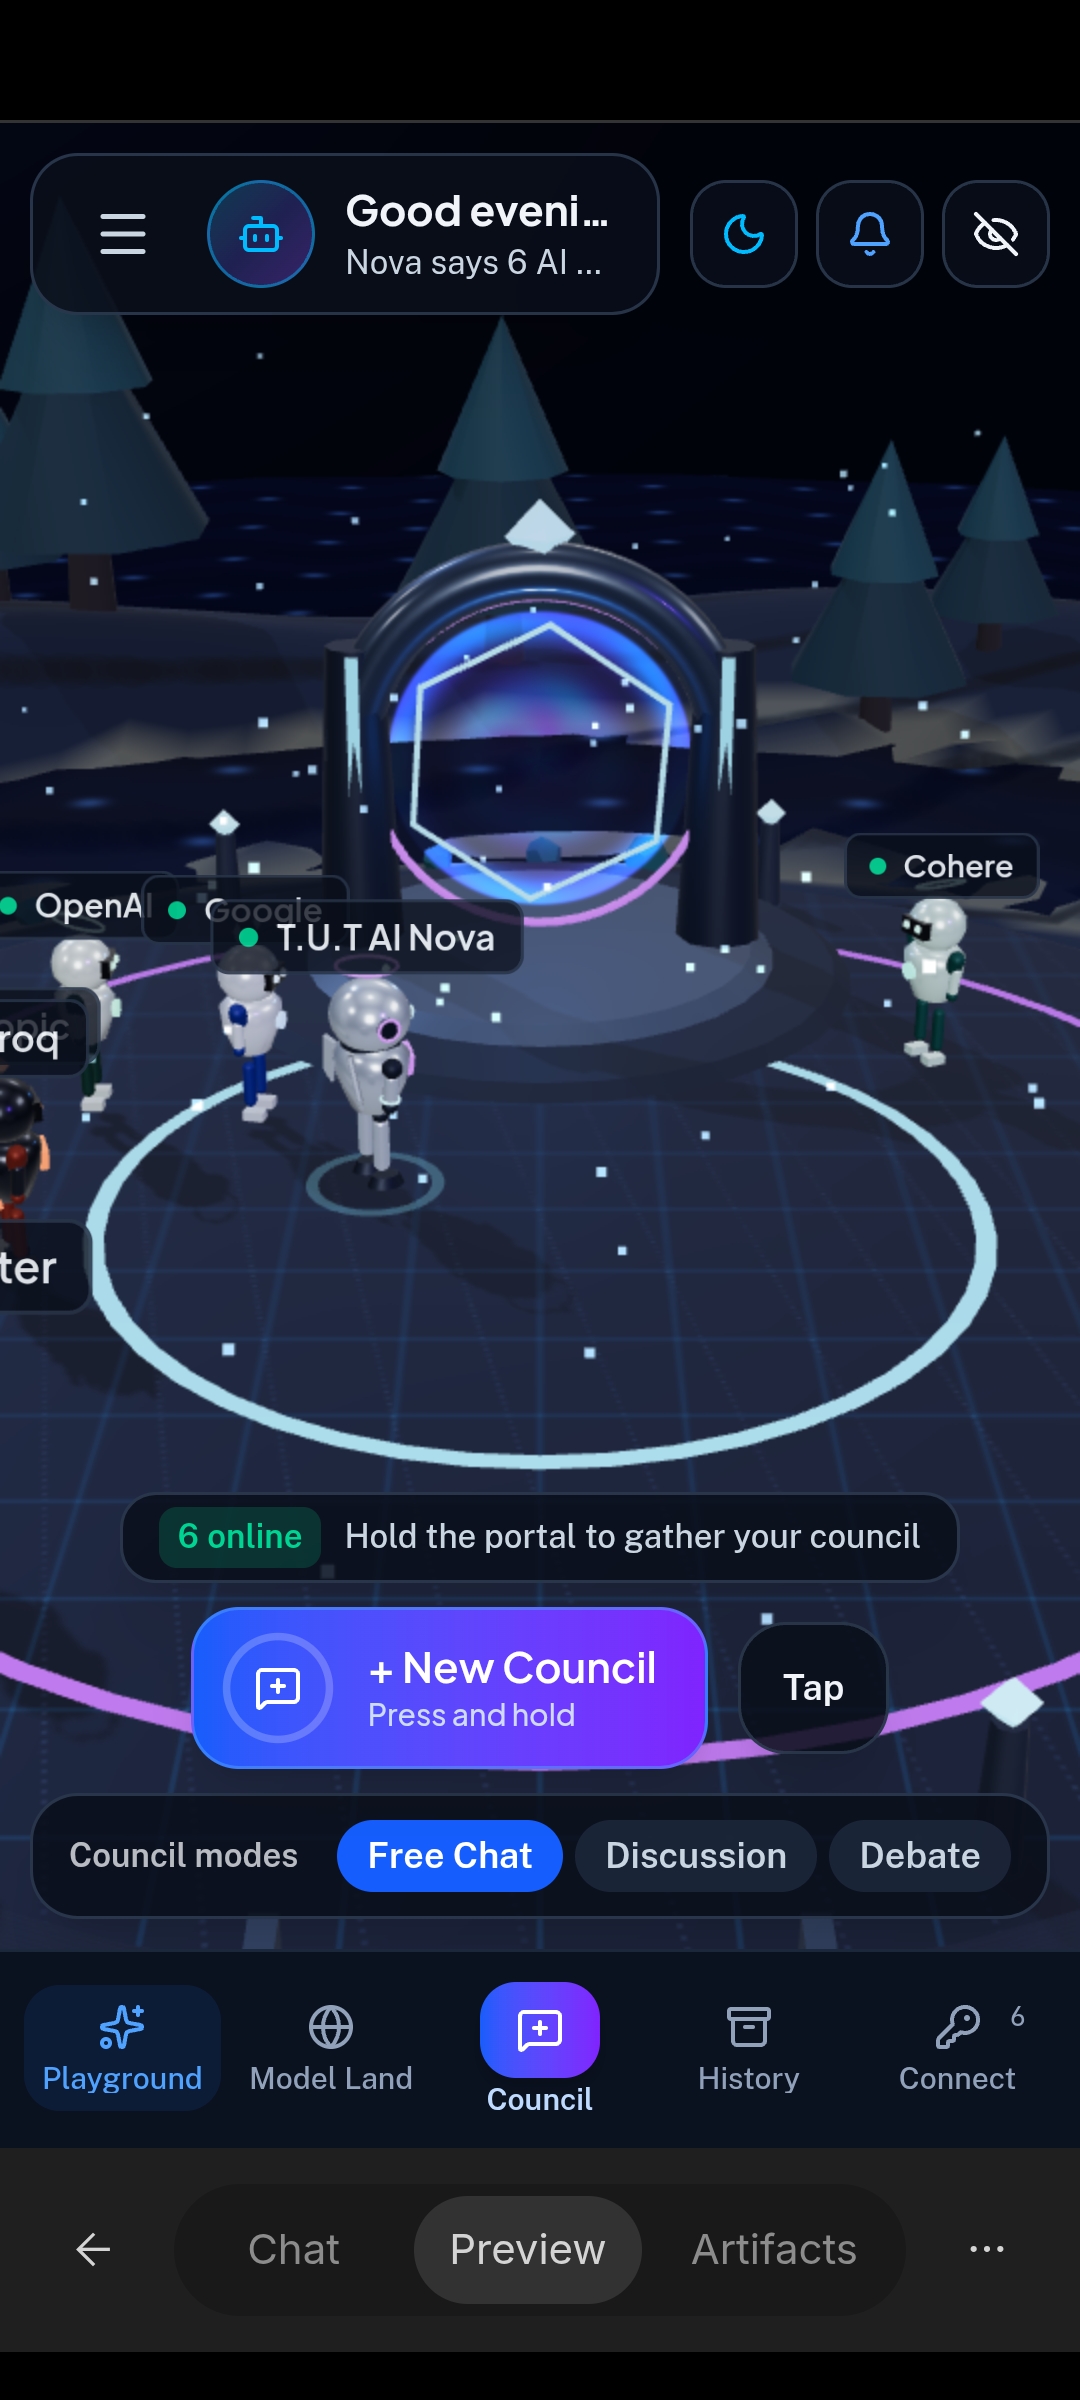 Good eveni...
Nova says 6 AI ...
Cohere
OpenAI
Google
T.U.T AI Nova
opic
roq
ter
6 online
Hold the portal to gather your council
+ New Council
Press and hold
Tap
Council modes
Free Chat
Discussion
Debate
Playground
Model Land
Council
History
6
Connect
Chat
Preview
Artifacts